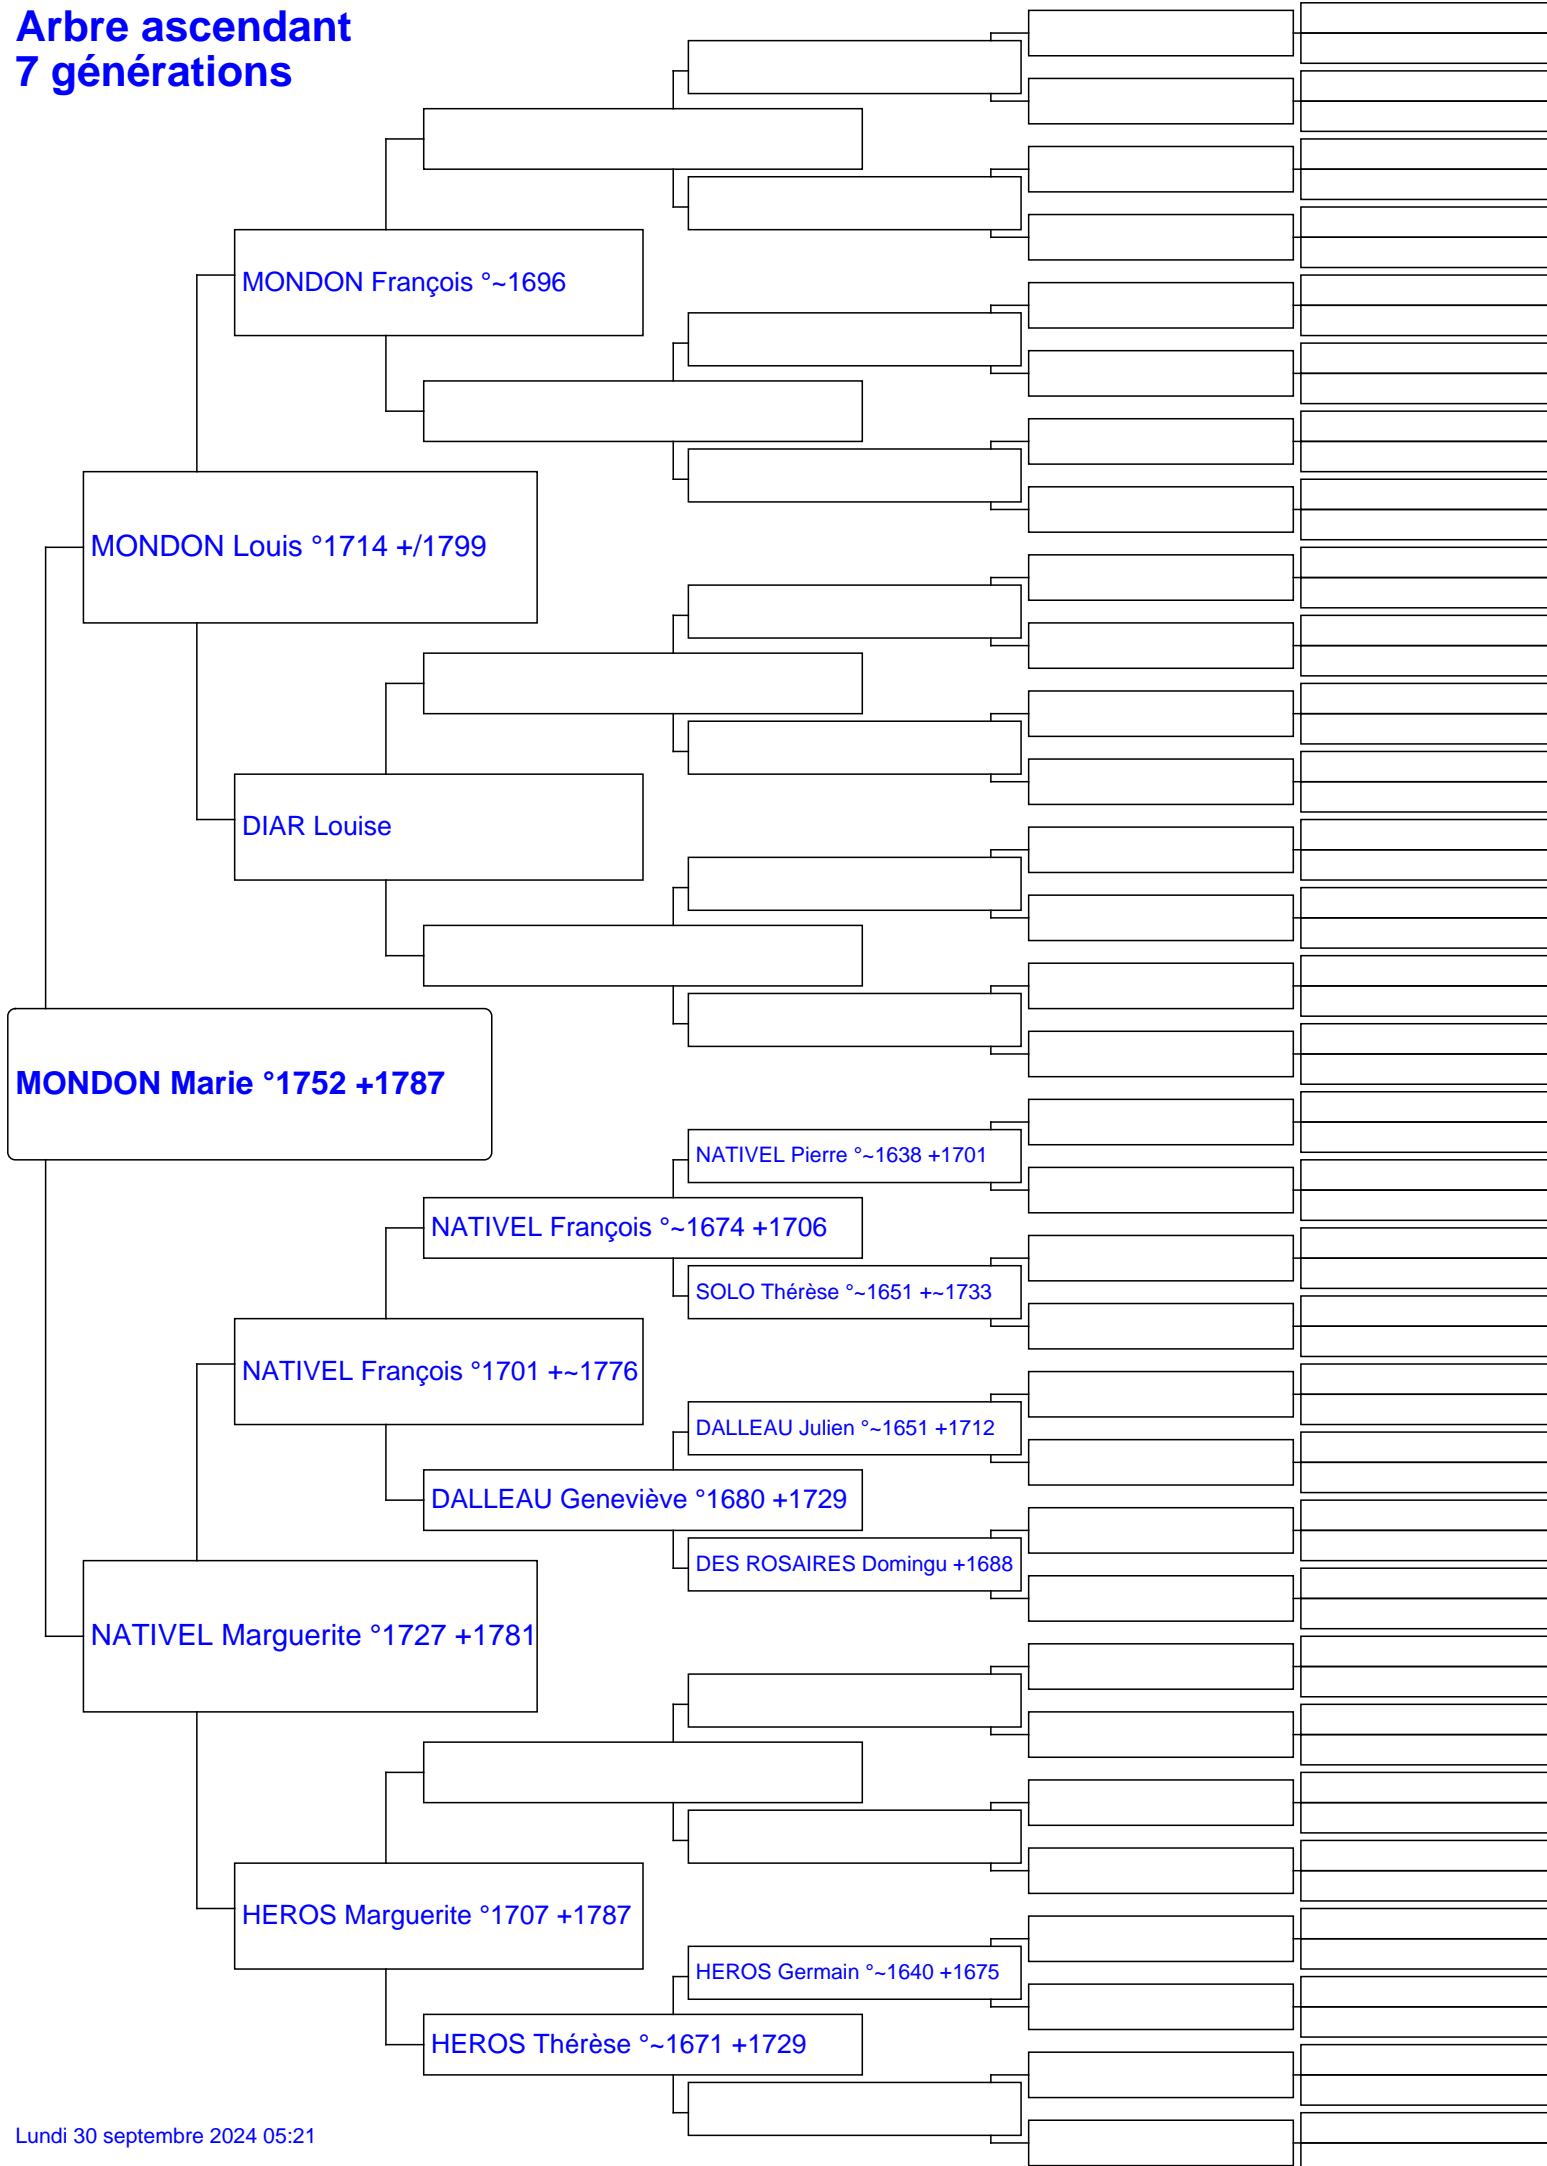 Arbre ascendant
7 générations
MONDON François °~1696
MONDON Louis °1714 +/1799
DIAR Louise
MONDON Marie °1752 +1787
NATIVEL Pierre °~1638 +1701
NATIVEL François °~1674 +1706
SOLO Thérèse °~1651 +~1733
NATIVEL François °1701 +~1776
DALLEAU Julien °~1651 +1712
DALLEAU Geneviève °1680 +1729
DES ROSAIRES Domingu +1688
NATIVEL Marguerite °1727 +1781
HEROS Marguerite °1707 +1787
HEROS Germain °~1640 +1675
HEROS Thérèse °~1671 +1729
Lundi 30 septembre 2024 05:21